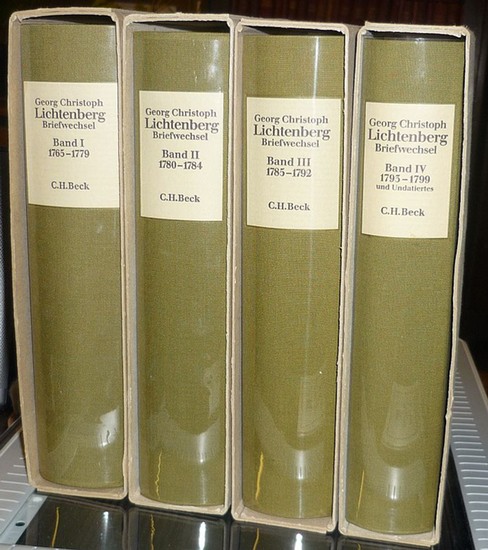 Georg Christoph
Lichtenberg
Briefwechsel
Band I
1765–1779
C.H.Beck
Georg Christoph
Lichtenberg
Briefwechsel
Band II
1780–1784
C.H.Beck
Georg Christoph
Lichtenberg
Briefwechsel
Band III
1785–1792
C.H.Beck
Georg Christoph
Lichtenberg
Briefwechsel
Band IV
1793–1799
und Undatiertes
C.H.Beck